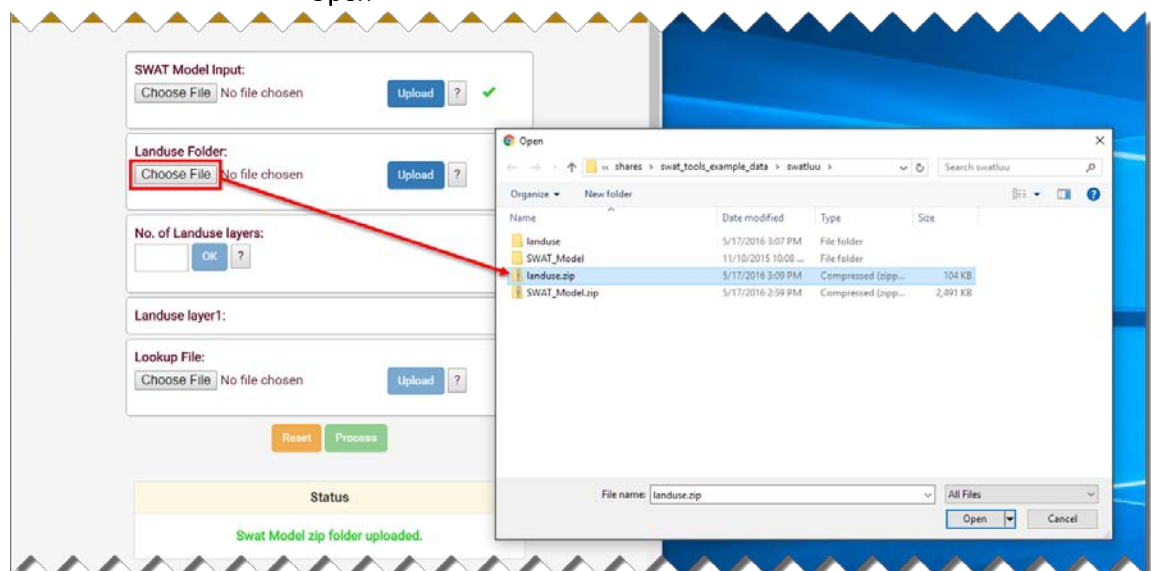 Open
SWAT Model Input:
Choose File No file chosen Upload ?
Landuse Folder:
Choose File No file chosen Upload ?
No. of Landuse layers:
OK ?
Landuse layer1:
Lookup File:
Choose File No file chosen Upload ?
Reset Process
Status
Swat Model zip folder uploaded.
Open
« shares > swat_tools_example_data > swatluu > Search swatluu
Organize New folder
Name Date modified Type Size
landuse 5/17/2016 3:07 PM File folder
SWAT_Model 11/10/2015 10:08 ... File folder
landuse.zip 5/17/2016 3:09 PM Compressed (zipp... 104 KB
SWAT_Model.zip 5/17/2016 2:59 PM Compressed (zipp... 2,491 KB
File name: landuse.zip All Files
Open Cancel